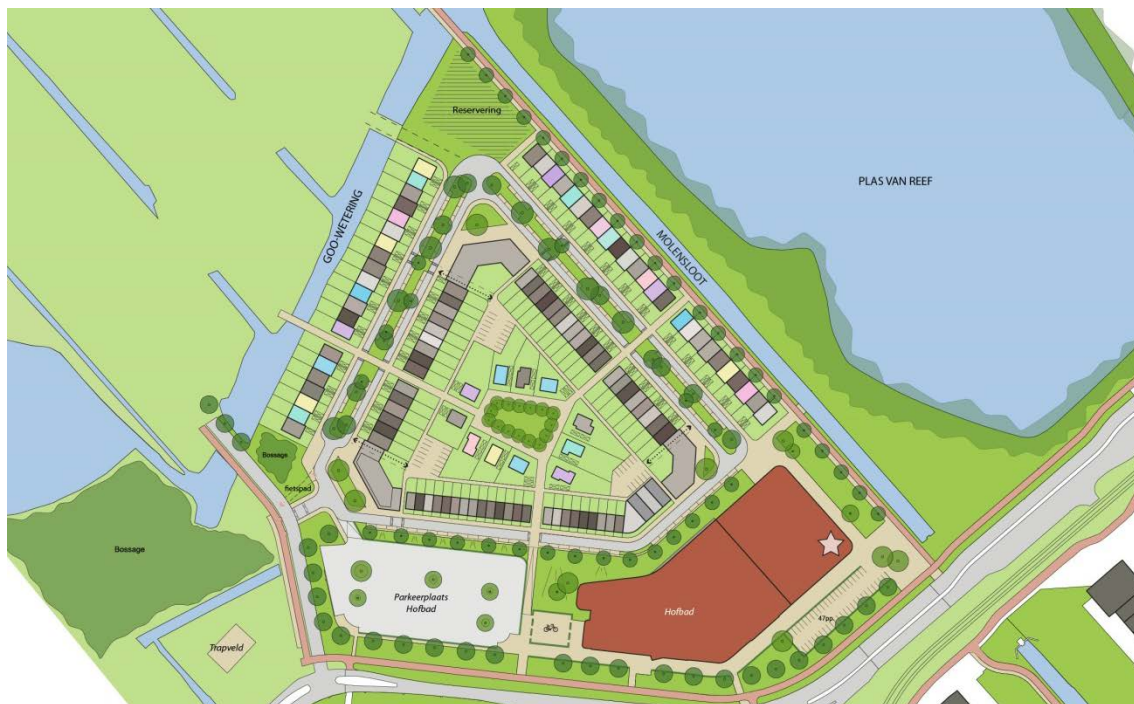 Reservering
PLAS VAN REEF
GOO-WETERING
MOLENSLOOT
Bossage
fietspad
Bossage
Parkeerplaats
Hofbad
Hofbad
47pp.
Trapveld